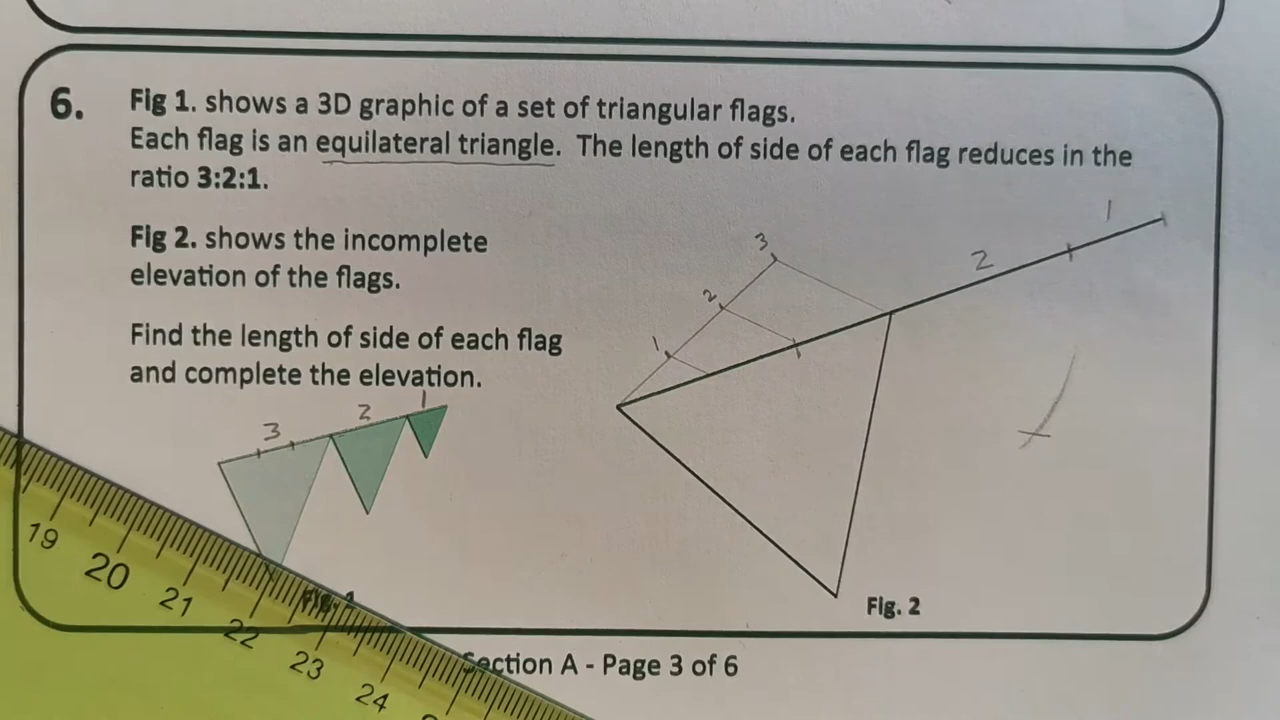 6.
Fig 1. shows a 3D graphic of a set of triangular flags.
Each flag is an equilateral triangle. The length of side of each flag reduces in the
ratio 3:2:1.
Fig 2. shows the incomplete
elevation of the flags.
Find the length of side of each flag
and complete the elevation.
3 2 1
1 2 3
2 1
Fig. 2
19 20 21 22 23 24
Section A - Page 3 of 6